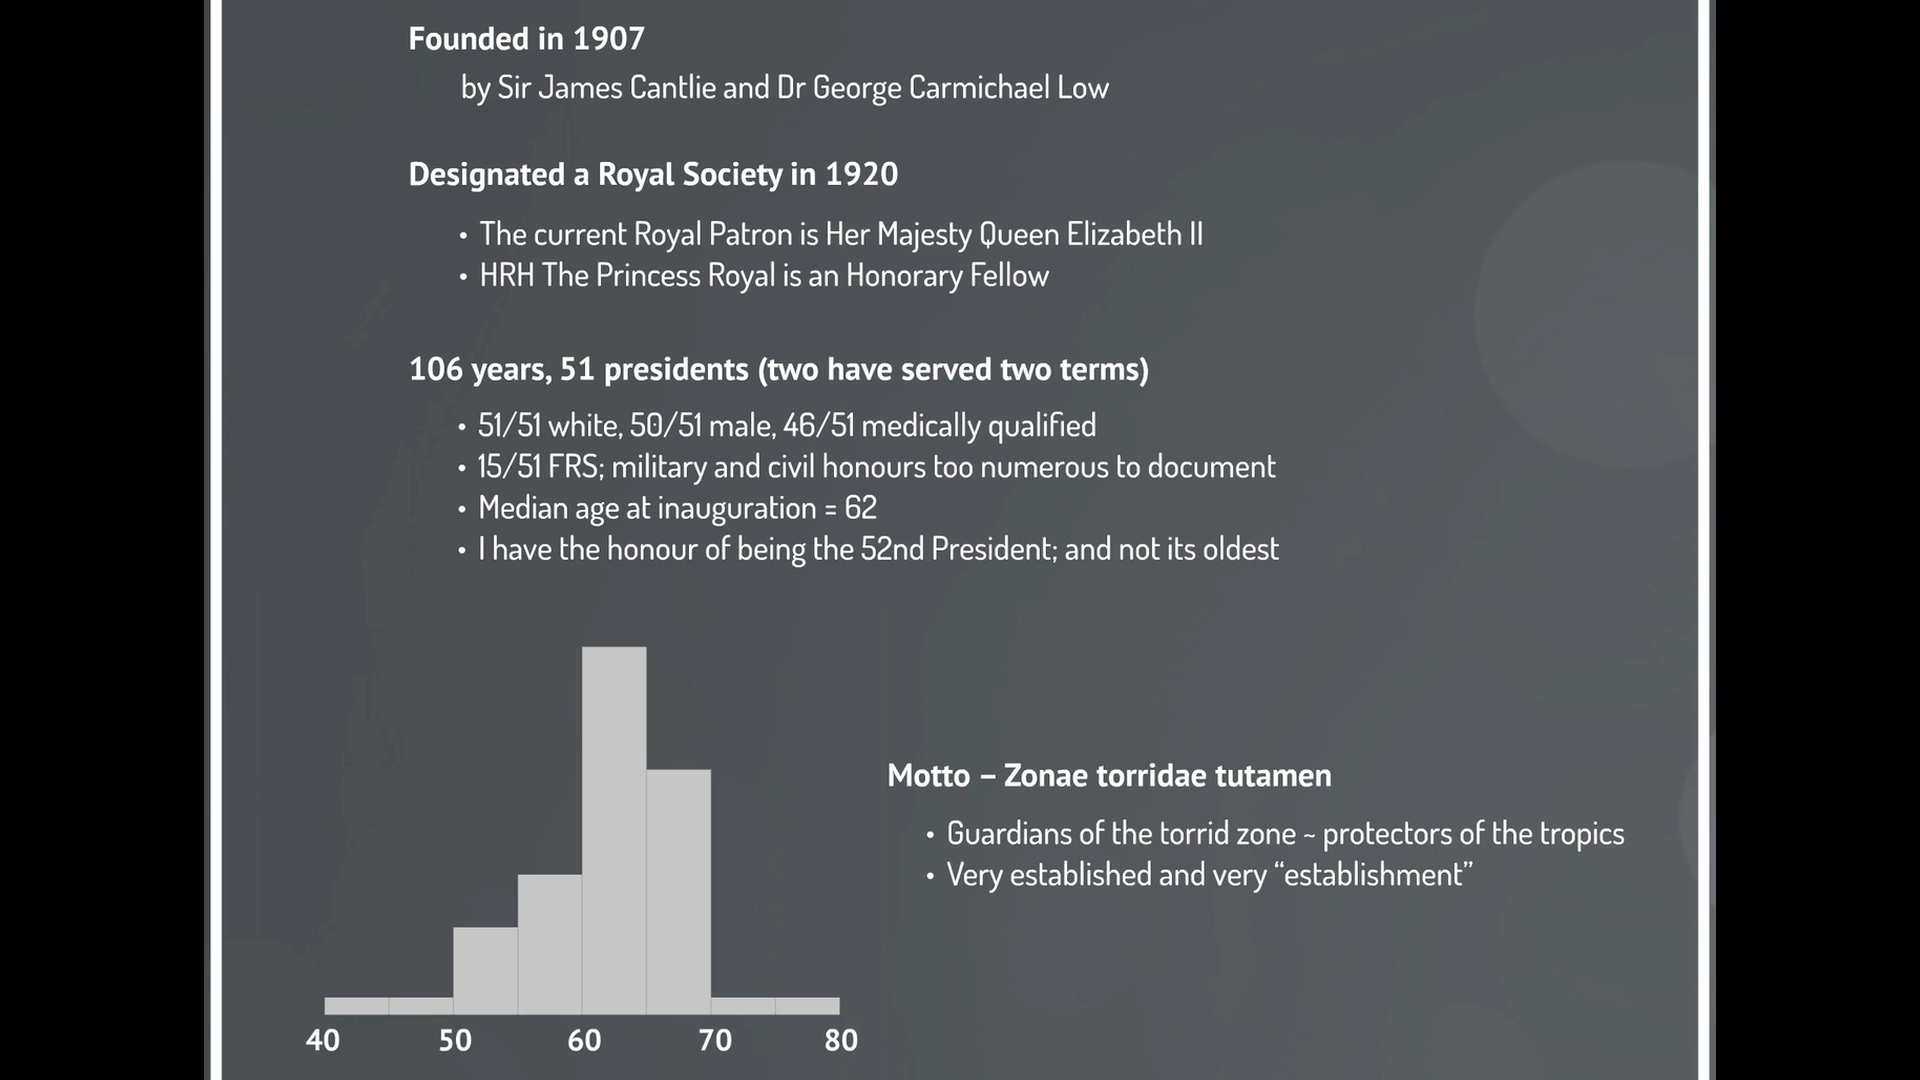 Founded in 1907
by Sir James Cantlie and Dr George Carmichael Low
Designated a Royal Society in 1920
• The current Royal Patron is Her Majesty Queen Elizabeth II
• HRH The Princess Royal is an Honorary Fellow
106 years, 51 presidents (two have served two terms)
• 51/51 white, 50/51 male, 46/51 medically qualified
• 15/51 FRS; military and civil honours too numerous to document
• Median age at inauguration = 62
• I have the honour of being the 52nd President; and not its oldest
Motto – Zonae torridae tutamen
• Guardians of the torrid zone ~ protectors of the tropics
• Very established and very “establishment”
40 50 60 70 80